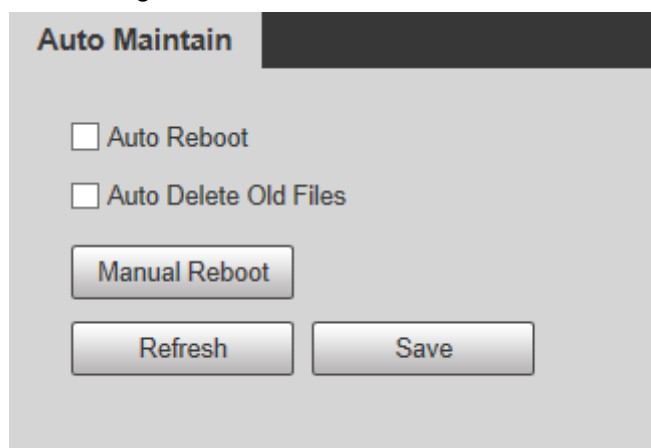 Auto Maintain
Auto Reboot
Auto Delete Old Files
Manual Reboot
Refresh Save